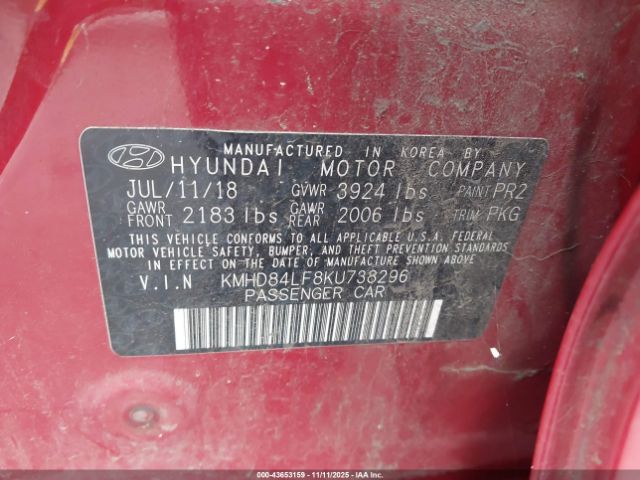 MANUFACTURED IN KOREA BY
HYUNDAI MOTOR COMPANY
JUL/11/18 GVWR 3924 lbs PAINT PR2
GAWR FRONT 2183 lbs GAWR REAR 2006 lbs TRIM PKG
THIS VEHICLE CONFORMS TO ALL APPLICABLE U.S.A. FEDERAL
MOTOR VEHICLE SAFETY, BUMPER, AND THEFT PREVENTION STANDARDS
IN EFFECT ON THE DATE OF MANUFACTURE SHOWN ABOVE
V.I.N KMHD84LF8KU738296
PASSENGER CAR
000-43653159 - 11/11/2025 - IAAI.COM